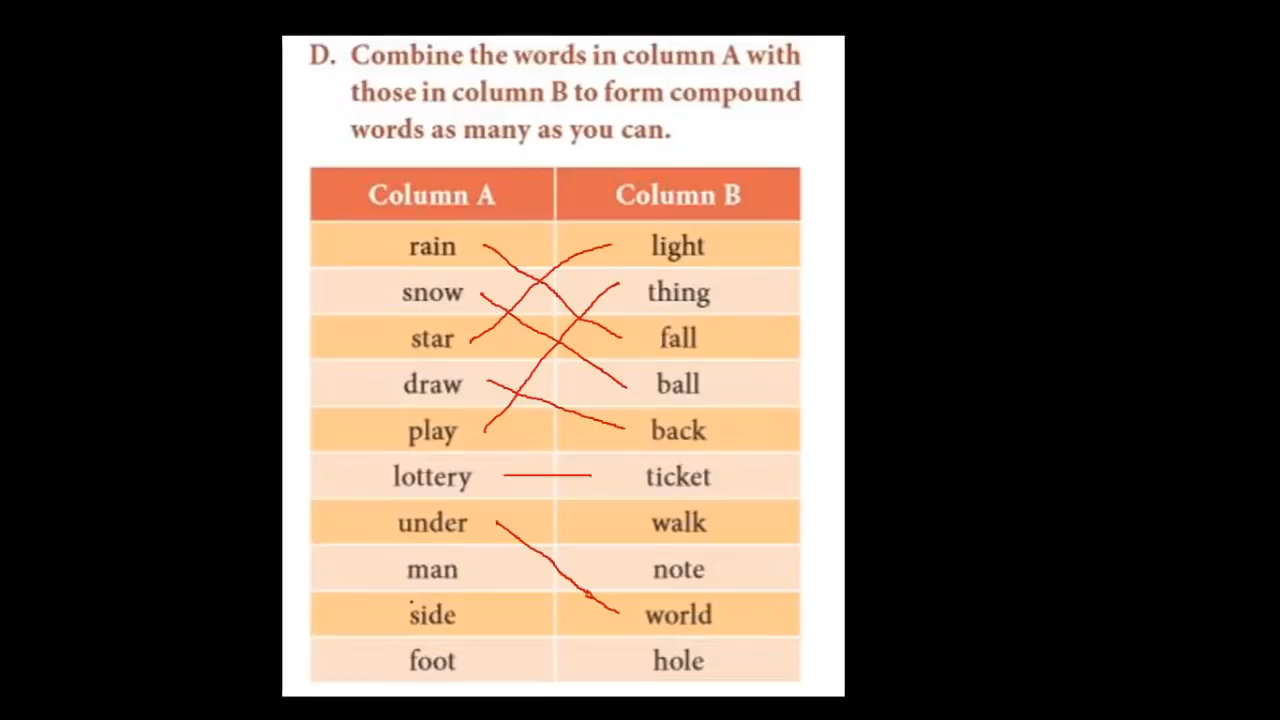 D. Combine the words in column A with
those in column B to form compound
words as many as you can.
Column A Column B
rain light
snow thing
star fall
draw ball
play back
lottery ticket
under walk
man note
side world
foot hole